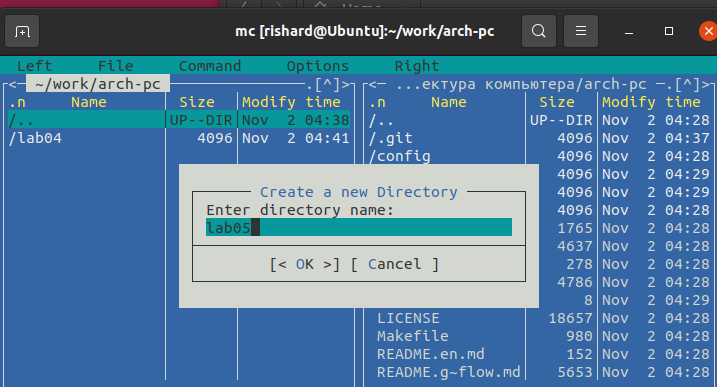 mc [rishard@Ubuntu]:~/work/arch-pc
Left File Command Options Right
<─ ~/work/arch-pc .[^]>
.n Name Size Modify time
/.. UP--DIR Nov 2 04:38
/lab04 4096 Nov 2 04:41
<─ ...ектура компьютера/arch-pc ─.[^]>
.n Name Size Modify time
/.. UP--DIR Nov 2 04:28
/.git 4096 Nov 2 04:37
/config 4096 Nov 2 04:28
4096 Nov 2 04:29
4096 Nov 2 04:29
4096 Nov 2 04:28
1765 Nov 2 04:28
4637 Nov 2 04:28
278 Nov 2 04:28
4786 Nov 2 04:28
8 Nov 2 04:29
LICENSE 18657 Nov 2 04:28
Makefile 980 Nov 2 04:28
README.en.md 152 Nov 2 04:28
README.g~flow.md 5653 Nov 2 04:28
Create a new Directory
Enter directory name:
lab05
[< OK >] [ Cancel ]